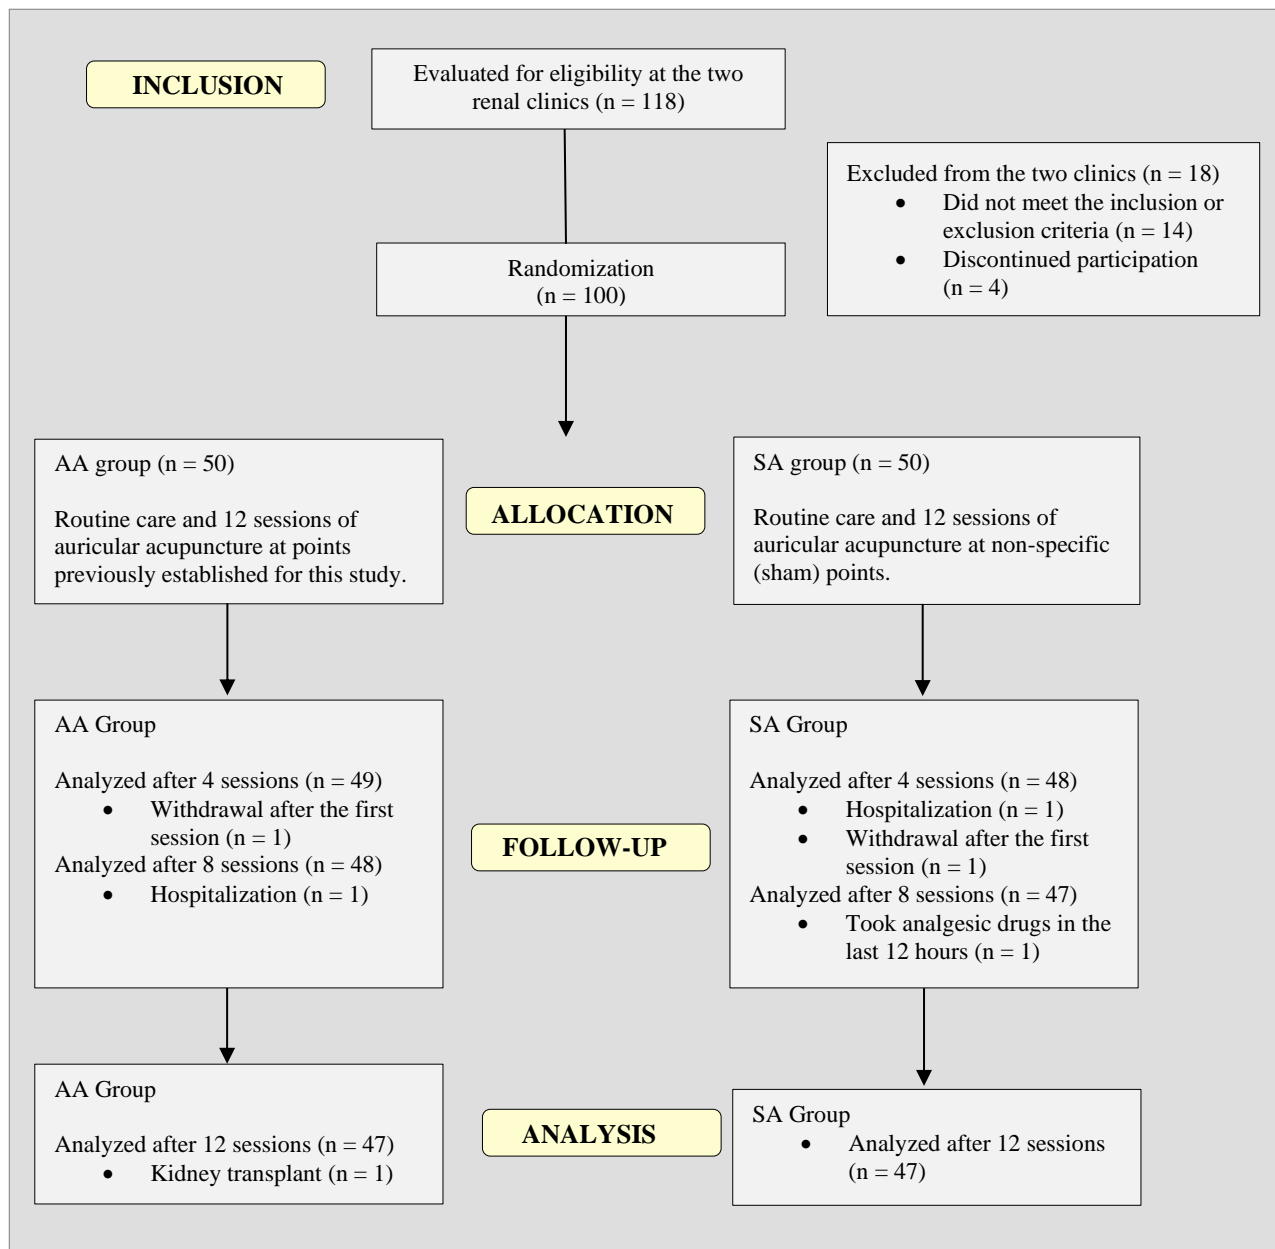 INCLUSION
Evaluated for eligibility at the two
renal clinics (n = 118)
Excluded from the two clinics (n = 18)
• Did not meet the inclusion or
exclusion criteria (n = 14)
• Discontinued participation
(n = 4)
Randomization
(n = 100)
AA group (n = 50)
Routine care and 12 sessions of
auricular acupuncture at points
previously established for this study.
ALLOCATION
SA group (n = 50)
Routine care and 12 sessions of
auricular acupuncture at non-specific
(sham) points.
AA Group
Analyzed after 4 sessions (n = 49)
• Withdrawal after the first
session (n = 1)
Analyzed after 8 sessions (n = 48)
• Hospitalization (n = 1)
FOLLOW-UP
SA Group
Analyzed after 4 sessions (n = 48)
• Hospitalization (n = 1)
• Withdrawal after the first
session (n = 1)
Analyzed after 8 sessions (n = 47)
• Took analgesic drugs in the
last 12 hours (n = 1)
AA Group
Analyzed after 12 sessions (n = 47)
• Kidney transplant (n = 1)
ANALYSIS
SA Group
• Analyzed after 12 sessions
(n = 47)